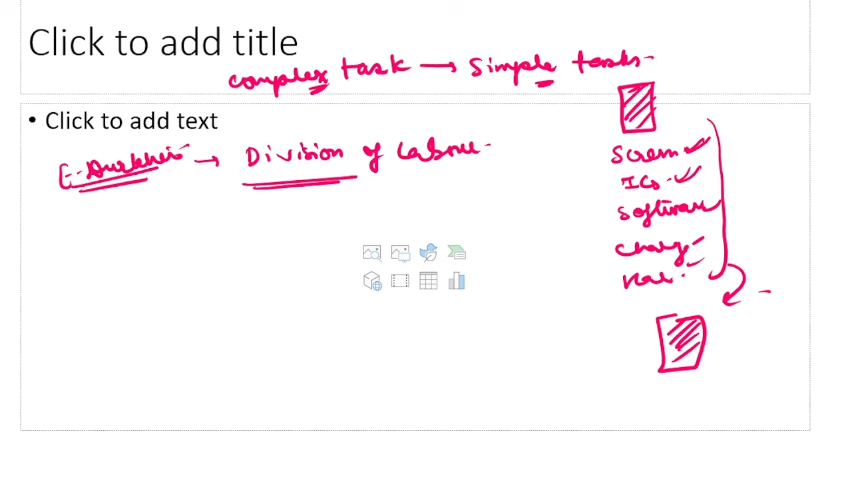 Click to add title
complex task → Simple tasks
• Click to add text
E. Durkheim → Division of Labour
Screen ✓
ICs ✓
Software
Charg